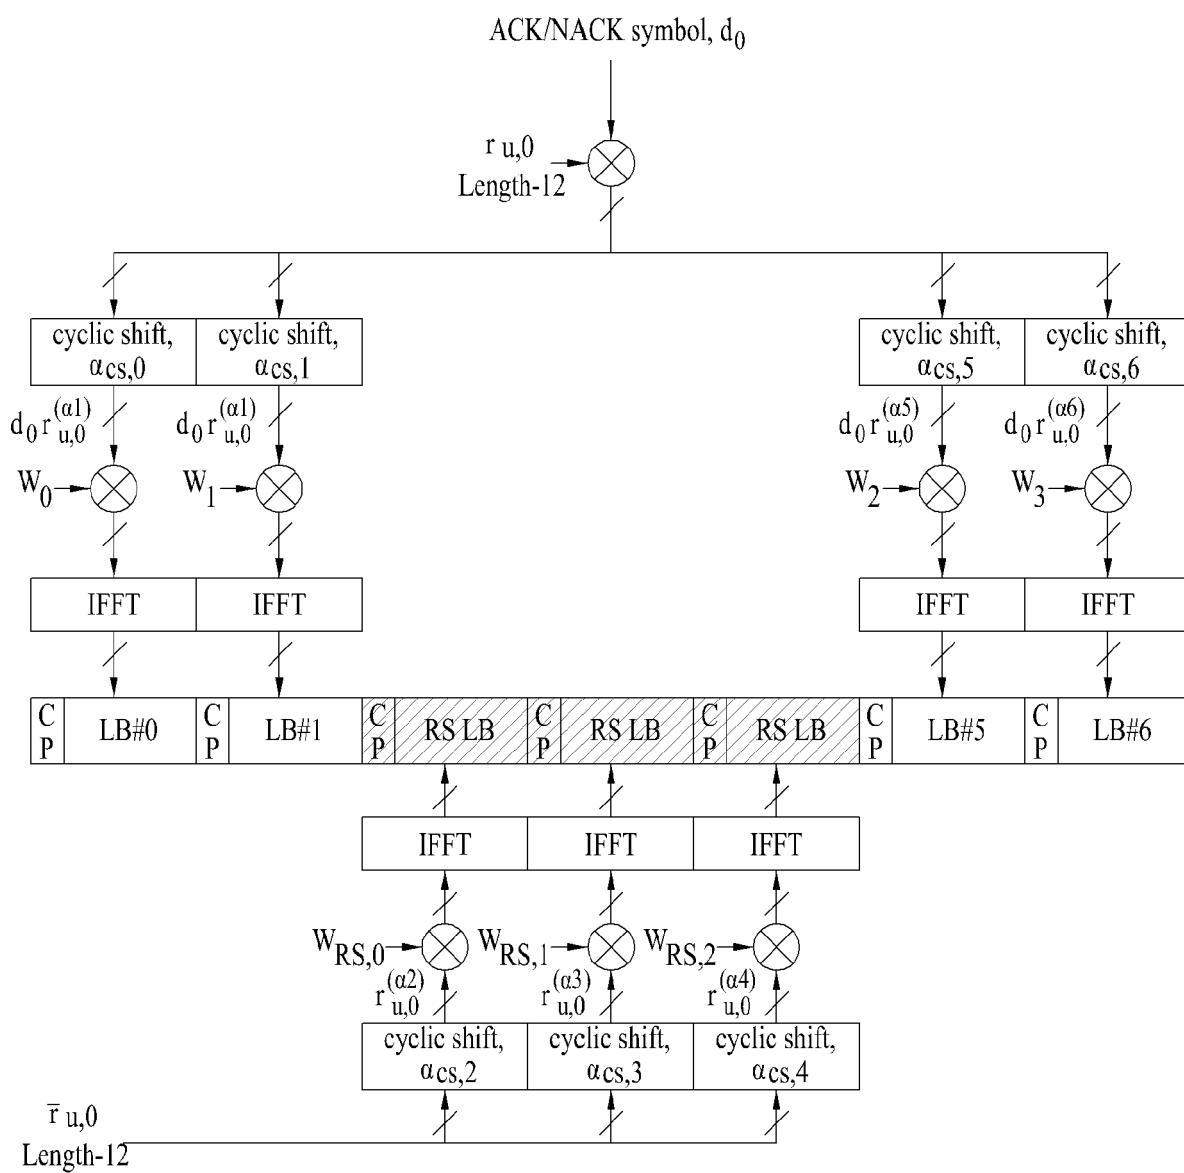 ACK/NACK symbol, d0
r u,0
Length-12
cyclic shift, αcs,0
cyclic shift, αcs,1
cyclic shift, αcs,5
cyclic shift, αcs,6
d0 r u,0 (α1)
d0 r u,0 (α1)
d0 r u,0 (α5)
d0 r u,0 (α6)
W0
W1
W2
W3
IFFT
IFFT
IFFT
IFFT
CP
LB#0
CP
LB#1
CP
RS LB
CP
RS LB
CP
RS LB
CP
LB#5
CP
LB#6
IFFT
IFFT
IFFT
WRS,0
WRS,1
WRS,2
r u,0 (α2)
r u,0 (α3)
r u,0 (α4)
cyclic shift, αcs,2
cyclic shift, αcs,3
cyclic shift, αcs,4
r̅ u,0
Length-12